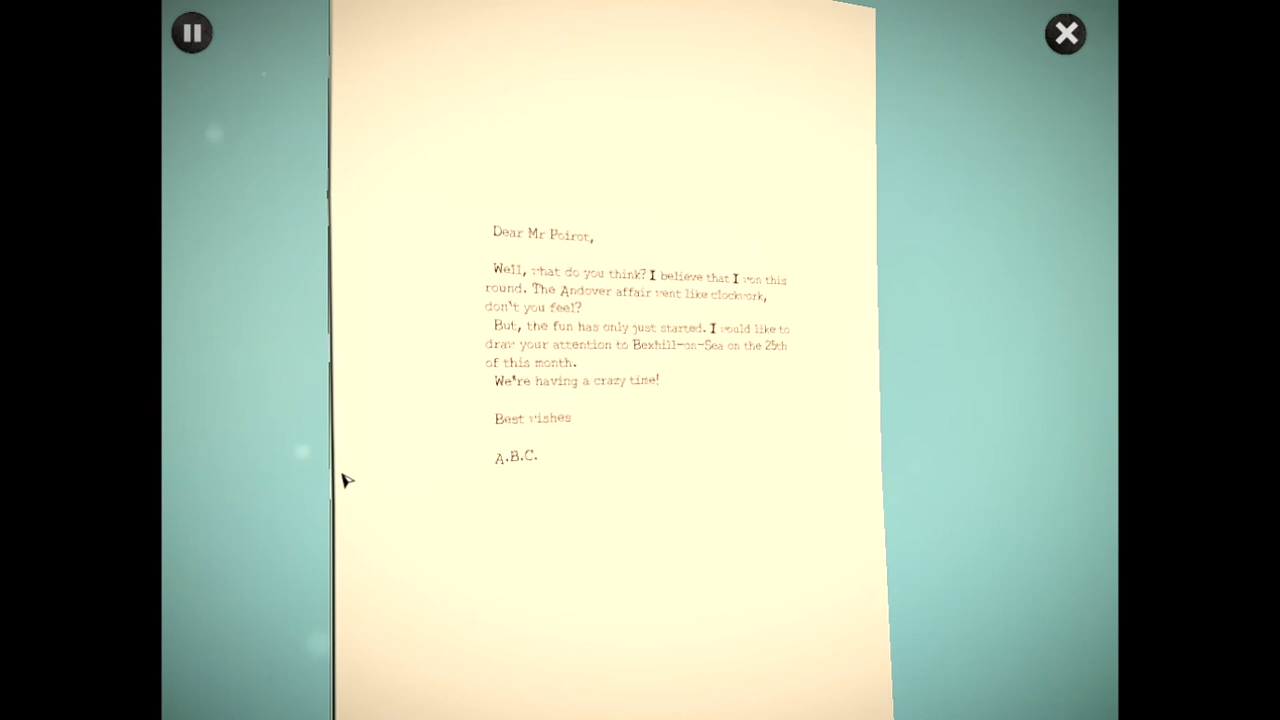 Dear Mr Poirot,
Well, what do you think? I believe that I won this
round. The Andover affair went like clockwork,
don't you feel?
But, the fun has only just started. I would like to
draw your attention to Bexhill-on-Sea on the 25th
of this month.
We're having a crazy time!
Best wishes
A.B.C.